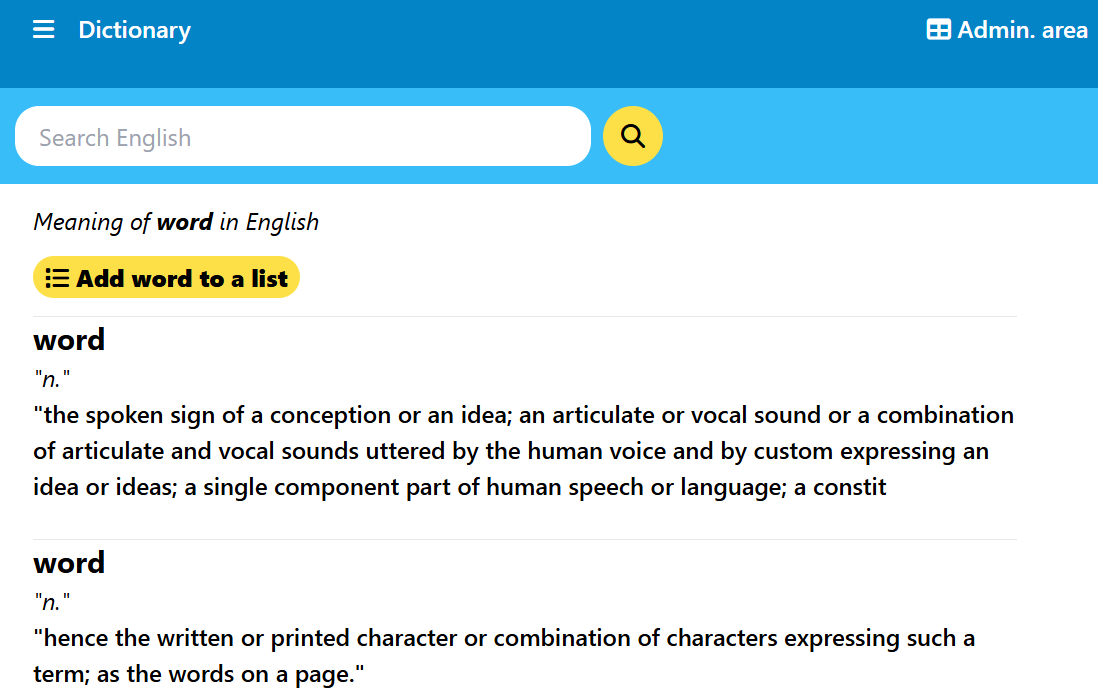 Dictionary
Admin. area
Search English
Meaning of word in English
Add word to a list
word
"n."
"the spoken sign of a conception or an idea; an articulate or vocal sound or a combination
of articulate and vocal sounds uttered by the human voice and by custom expressing an
idea or ideas; a single component part of human speech or language; a constit
word
"n."
"hence the written or printed character or combination of characters expressing such a
term; as the words on a page."